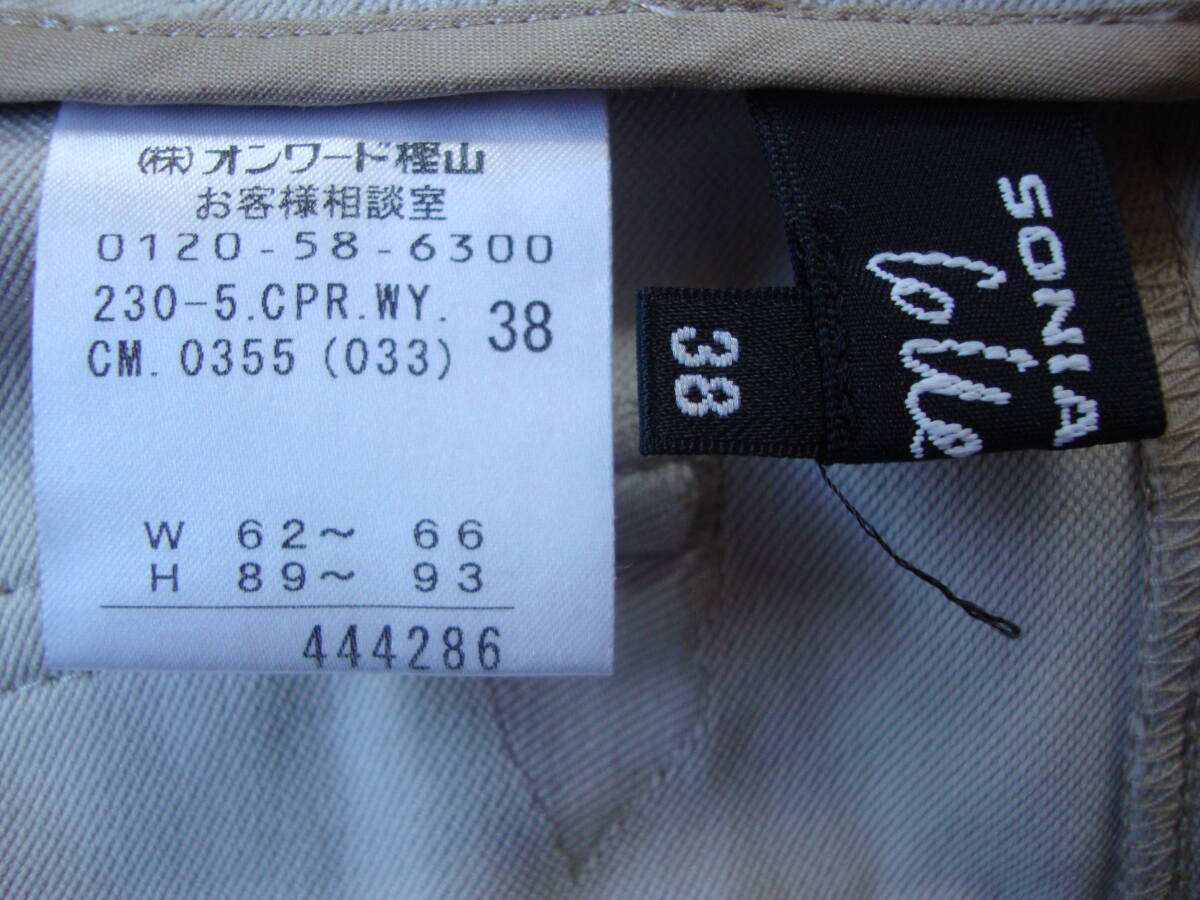 (株)オンワード樫山
お客様相談室
0120-58-6300
230-5.CPR.WY.
CM. 0355 (033)
38
W 62～ 66
H 89～ 93
444286
38
SONIA